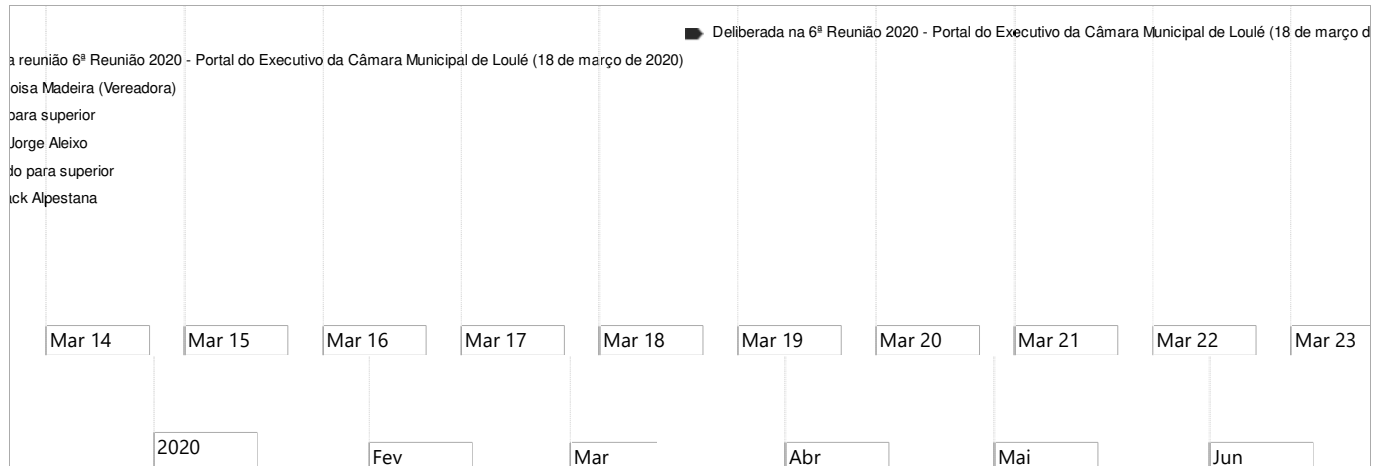 Deliberada na 6ª Reunião 2020 - Portal do Executivo da Câmara Municipal de Loulé (18 de março d
a reunião 6ª Reunião 2020 - Portal do Executivo da Câmara Municipal de Loulé (18 de março de 2020)
oisa Madeira (Vereadora)
para superior
Jorge Aleixo
do para superior
ack Alpestana
Mar 14 Mar 15 Mar 16 Mar 17 Mar 18 Mar 19 Mar 20 Mar 21 Mar 22 Mar 23
2020 Fev Mar Abr Mai Jun